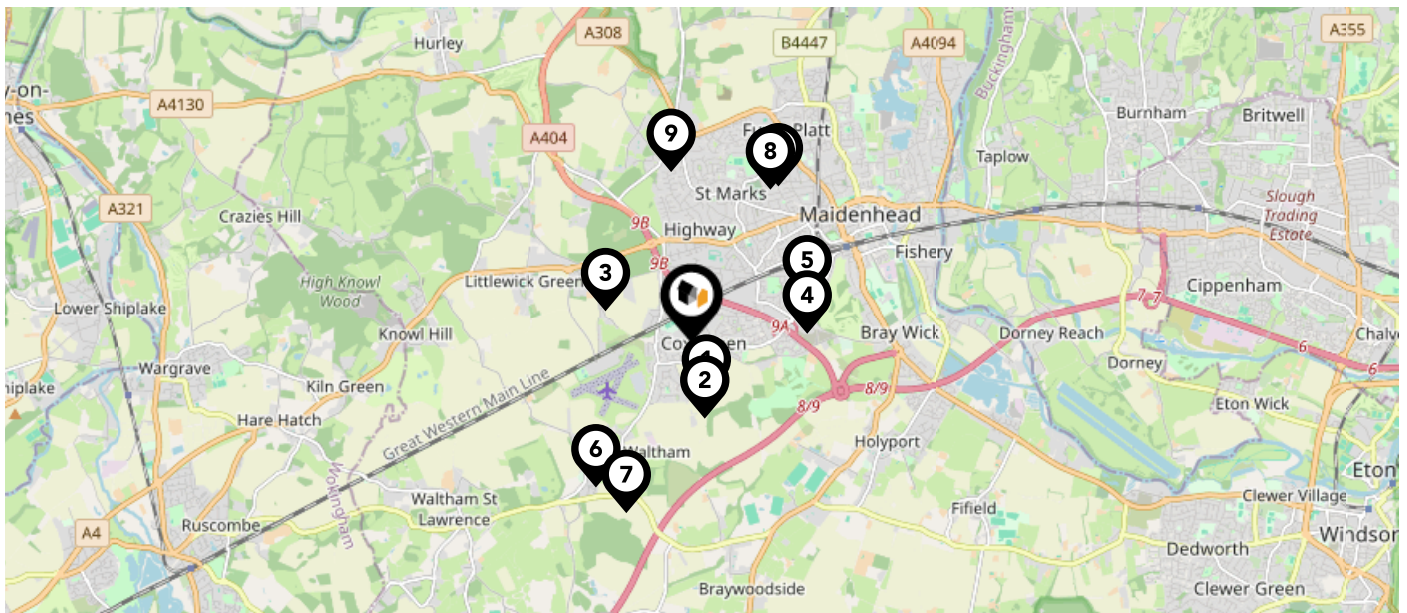 Hurley
A308
B4447
A4094
A355
Buckingham
y-on-
nes
A4130
Burnham
Britwell
A404
9
8
Taplow
St Marks
A321
Crazies Hill
9B
Highway
Maidenhead
Slough
Trading
Estate
Fishery
5
3
9B
High Knowl
Wood
Littlewick Green
4
Cippenham
7
7
Lower Shiplake
Knowl Hill
9A
Bray Wick
Dorney Reach
6
Dorney
Wargrave
2
hiplake
Kiln Green
8/9
8/9
6
Eton Wick
Hare Hatch
Great Western Main Line
Holyport
6
Waltham
7
Eton
Wokingham
Waltham St
Lawrence
Clewer Village
Fifield
A4
Ruscombe
Windsor
Dedworth
Braywoodside
Clewer Green